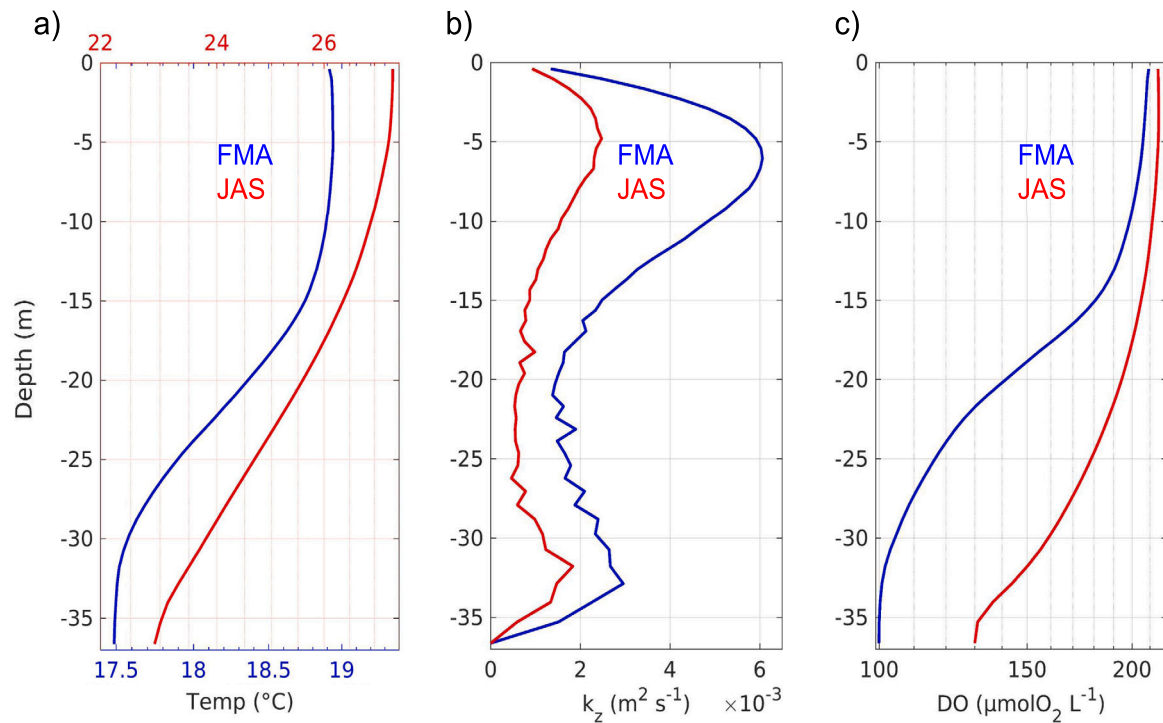 a)
22 24 26
0
-5
-10
-15
-20
-25
-30
-35
Depth (m)
FMA
JAS
17.5 18 18.5 19
Temp (°C)
b)
0
-5
-10
-15
-20
-25
-30
-35
FMA
JAS
0 2 4 6
k_z (m² s⁻¹) ×10⁻³
c)
0
-5
-10
-15
-20
-25
-30
-35
FMA
JAS
100 150 200
DO (μmolO₂ L⁻¹)